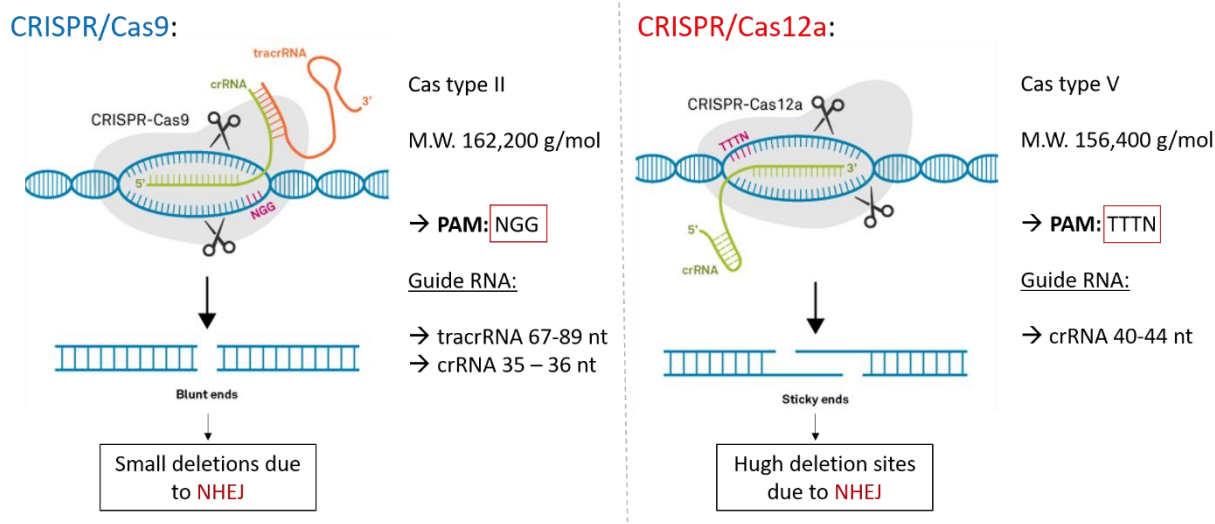 CRISPR/Cas9:
tracrRNA
crRNA
3'
CRISPR-Cas9
5'
NGG
Cas type II
M.W. 162,200 g/mol
→ PAM: NGG
Guide RNA:
→ tracrRNA 67-89 nt
→ crRNA 35 – 36 nt
Blunt ends
Small deletions due
to NHEJ
CRISPR/Cas12a:
CRISPR-Cas12a
TTTN
3'
5'
crRNA
Cas type V
M.W. 156,400 g/mol
→ PAM: TTTN
Guide RNA:
→ crRNA 40-44 nt
Sticky ends
Hugh deletion sites
due to NHEJ